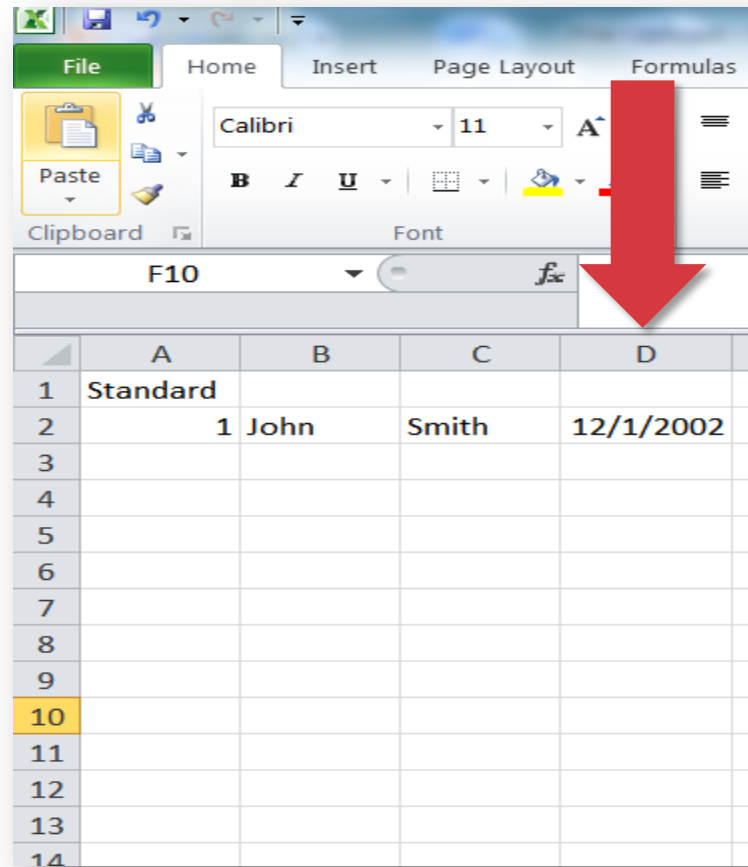 File Home Insert Page Layout Formulas
Calibri 11 A
Paste B I U
Clipboard Font
F10 fx
A B C D
1 Standard
2 1 John Smith 12/1/2002
3
4
5
6
7
8
9
10
11
12
13
14